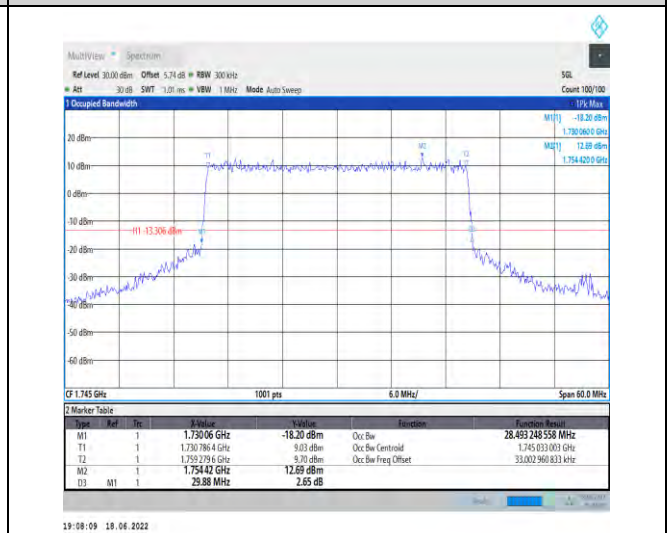 MultiView Spectrum
Ref Level 30.00 dBm Offset 5.74 dB RBW 300 kHz SGL
Att 30 dB SWT 1.01 ms VBW 1 MHz Mode Auto Sweep Count 100/100
1 Occupied Bandwidth 1Pk Max
M1[1] -18.20 dBm
1.730 060 0 GHz
M2[1] 12.69 dBm
1.754 420 0 GHz
20 dBm
T1 M2 T2
10 dBm
0 dBm
-10 dBm
H1 -13.306 dBm M1
-20 dBm
-30 dBm
-40 dBm
-50 dBm
-60 dBm
CF 1.745 GHz 1001 pts 6.0 MHz/ Span 60.0 MHz
2 Marker Table
Type Ref Trc X-Value Y-Value Function Function Result
M1 1 1.73006 GHz -18.20 dBm Occ Bw 28.493 248 558 MHz
T1 1 1.730 786 4 GHz 9.03 dBm Occ Bw Centroid 1.745 033 003 GHz
T2 1 1.759 279 6 GHz 9.70 dBm Occ Bw Freq Offset 33.002 960 833 kHz
M2 1 1.75442 GHz 12.69 dBm
D3 M1 1 29.88 MHz 2.65 dB
19:08:09 18.06.2022